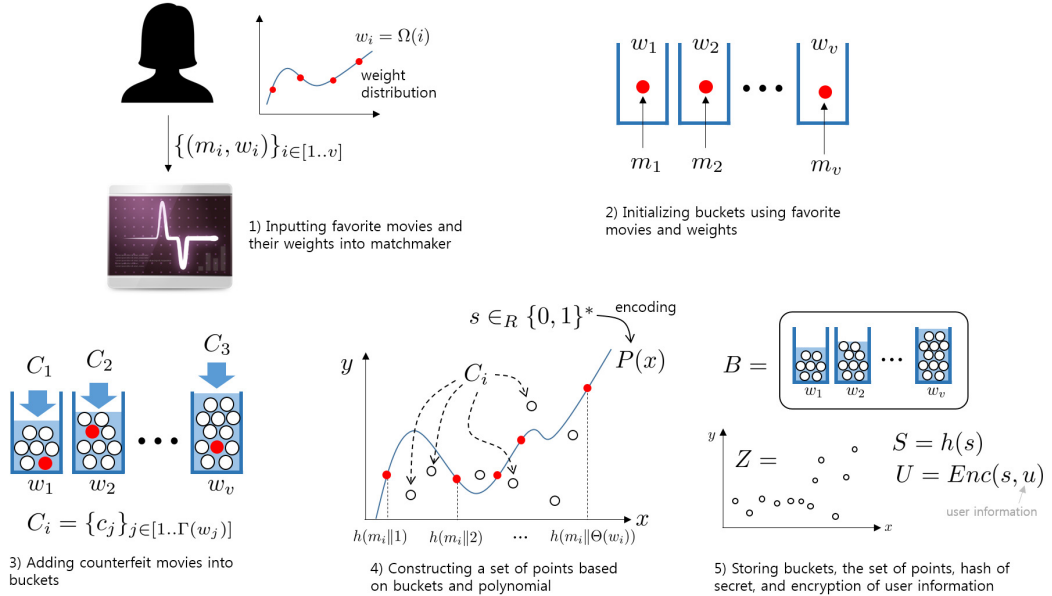 w_i = Ω(i)
weight
distribution
{(m_i, w_i)}_{i∈[1..v]}
1) Inputting favorite movies and
their weights into matchmaker
w_1 w_2 w_v
• • •
m_1 m_2 m_v
2) Initializing buckets using favorite
movies and weights
C_1 C_2 C_3
• • •
w_1 w_2 w_v
C_i = {c_j}_{j∈[1..Γ(w_j)]}
3) Adding counterfeit movies into
buckets
s ∈_R {0, 1}^*
encoding
P(x)
y
C_i
x
h(m_i‖1) h(m_i‖2) ... h(m_i‖Θ(w_i))
4) Constructing a set of points based
on buckets and polynomial
B =
• • •
w_1 w_2 w_v
y
Z =
x
S = h(s)
U = Enc(s, u)
user information
5) Storing buckets, the set of points, hash of
secret, and encryption of user information